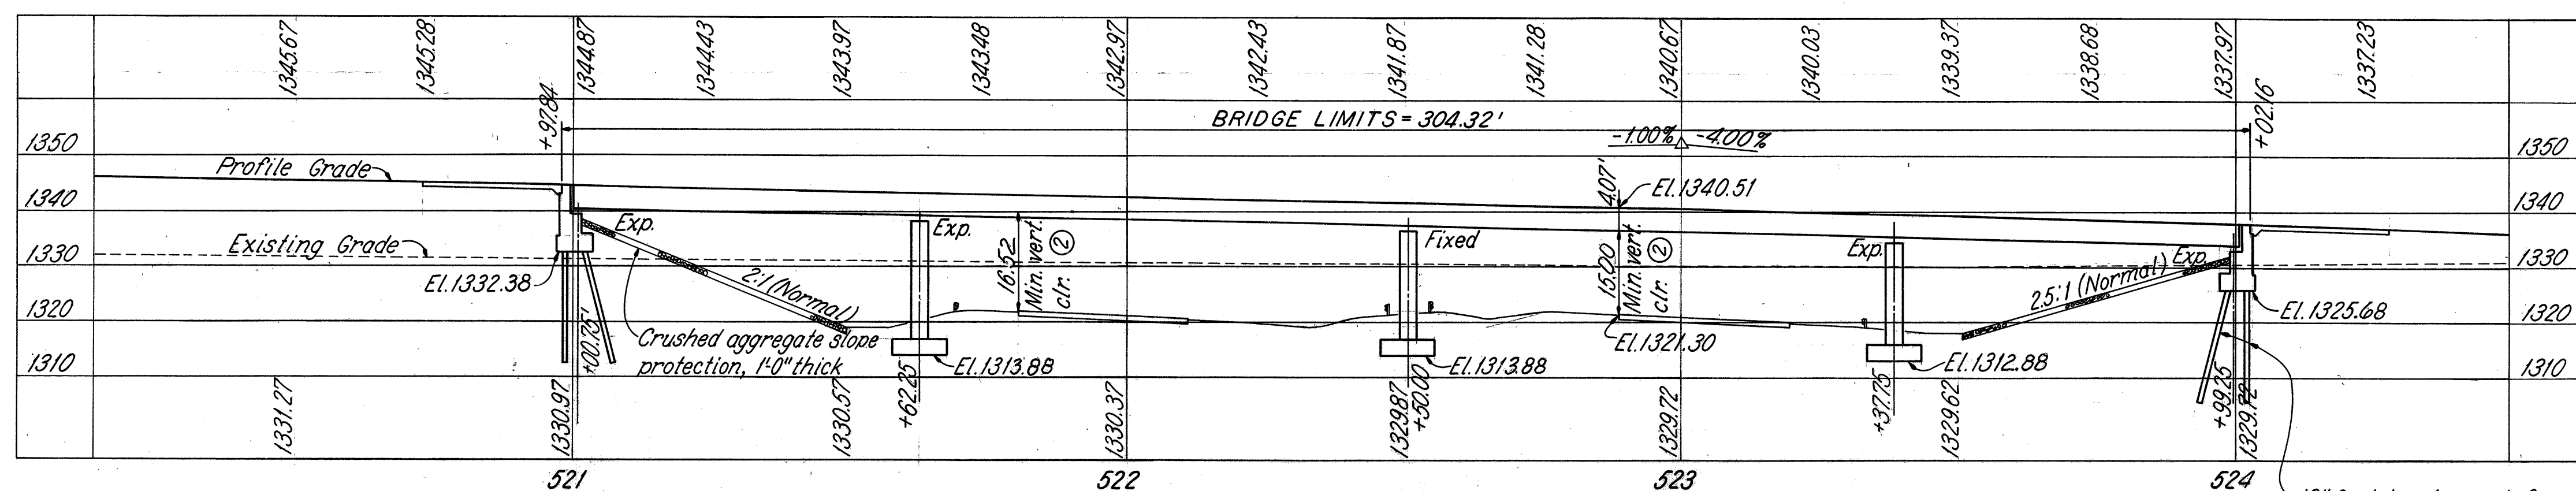 1345.67
1345.28
1344.87
1344.43
1343.97
1343.48
1342.97
1342.43
1341.87
1341.28
1340.67
1340.03
1339.37
1338.68
1337.97
1337.23
+97.84
BRIDGE LIMITS = 304.32'
-1.00% -4.00%
+02.16
1350
1350
Profile Grade
4.07'
El.1340.51
1340
1340
Exp.
Exp.
Fixed
Exp.
Exp.
Existing Grade
16.52
Min. vert.
clr. ②
15.00
Min. vert.
clr. ②
1330
1330
El.1332.38
2:1 (Normal)
2.5:1 (Normal)
El.1325.68
1320
1320
+00.75'
Crushed aggregate slope
protection, 1'-0" thick
El.1321.30
El.1313.88
El.1313.88
El.1312.88
1310
1310
1331.27
1330.97
1330.57
+62.25
1330.37
1329.87
+50.00
1329.72
+37.75
1329.62
+99.25
1329.72
521
522
523
524